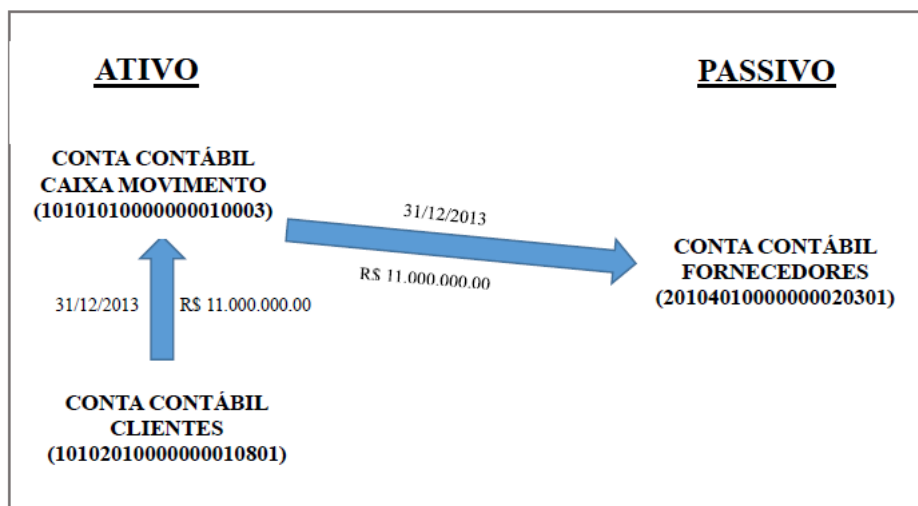 ATIVO
PASSIVO
CONTA CONTÁBIL
CAIXA MOVIMENTO
(10101010000000010003)
31/12/2013
R$ 11.000.000.00
CONTA CONTÁBIL
FORNECEDORES
(20104010000000020301)
31/12/2013
R$ 11.000.000.00
CONTA CONTÁBIL
CLIENTES
(10102010000000010801)